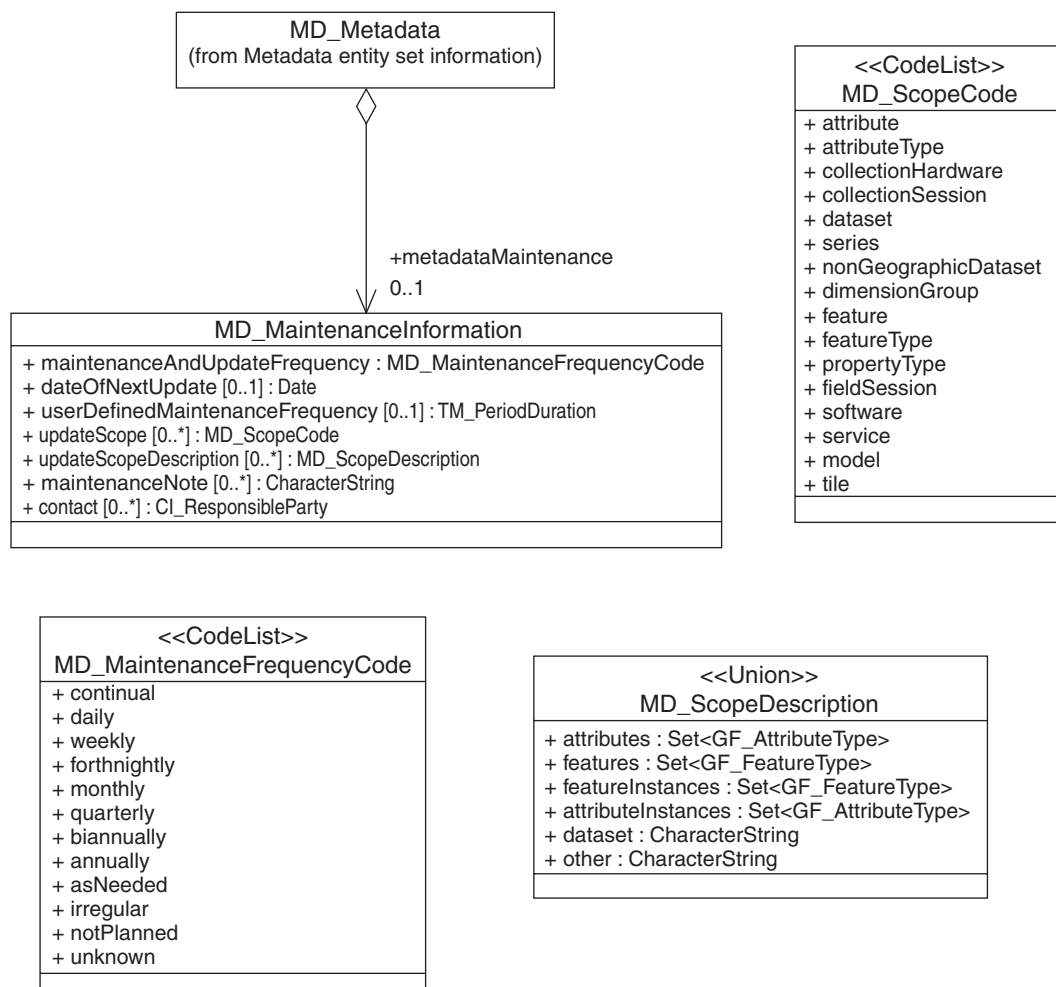 MD_Metadata
(from Metadata entity set information)
+metadataMaintenance
0..1
MD_MaintenanceInformation
+ maintenanceAndUpdateFrequency : MD_MaintenanceFrequencyCode
+ dateOfNextUpdate [0..1] : Date
+ userDefinedMaintenanceFrequency [0..1] : TM_PeriodDuration
+ updateScope [0..*] : MD_ScopeCode
+ updateScopeDescription [0..*] : MD_ScopeDescription
+ maintenanceNote [0..*] : CharacterString
+ contact [0..*] : CI_ResponsibleParty
<<CodeList>>
MD_ScopeCode
+ attribute
+ attributeType
+ collectionHardware
+ collectionSession
+ dataset
+ series
+ nonGeographicDataset
+ dimensionGroup
+ feature
+ featureType
+ propertyType
+ fieldSession
+ software
+ service
+ model
+ tile
<<CodeList>>
MD_MaintenanceFrequencyCode
+ continual
+ daily
+ weekly
+ forthnightly
+ monthly
+ quarterly
+ biannually
+ annually
+ asNeeded
+ irregular
+ notPlanned
+ unknown
<<Union>>
MD_ScopeDescription
+ attributes : Set<GF_AttributeType>
+ features : Set<GF_FeatureType>
+ featureInstances : Set<GF_FeatureType>
+ attributeInstances : Set<GF_AttributeType>
+ dataset : CharacterString
+ other : CharacterString